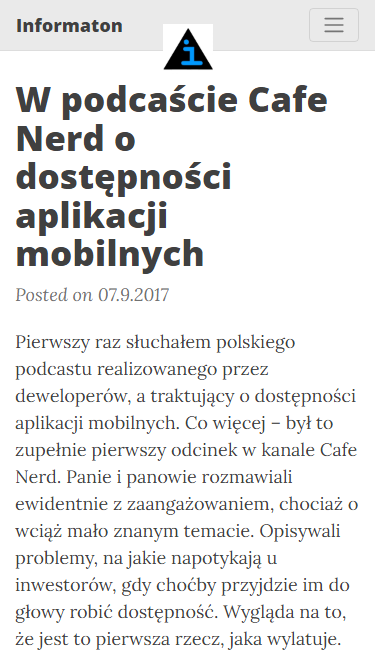 Informaton
W podcaście Cafe
Nerd o
dostępności
aplikacji
mobilnych
Posted on 07.9.2017
Pierwszy raz słuchałem polskiego
podcastu realizowanego przez
deweloperów, a traktujący o dostępności
aplikacji mobilnych. Co więcej – był to
zupełnie pierwszy odcinek w kanale Cafe
Nerd. Panie i panowie rozmawiali
ewidentnie z zaangażowaniem, chociaż o
wciąż mało znanym temacie. Opisywali
problemy, na jakie napotykają u
inwestorów, gdy choćby przyjdzie im do
głowy robić dostępność. Wygląda na to,
że jest to pierwsza rzecz, jaka wylatuje.